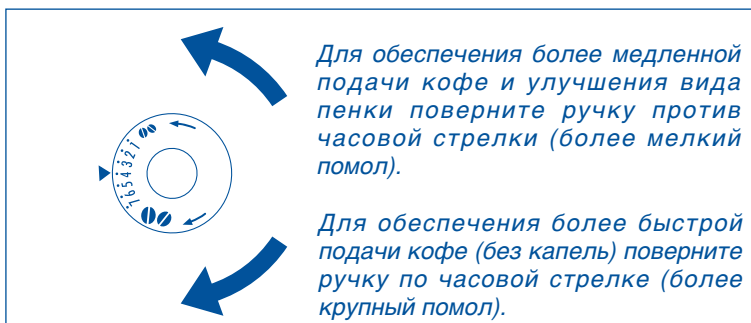 Для обеспечения более медленной
подачи кофе и улучшения вида
пенки поверните ручку против
часовой стрелки (более мелкий
помол).
7654321
Для обеспечения более быстрой
подачи кофе (без капель) поверните
ручку по часовой стрелке (более
крупный помол).